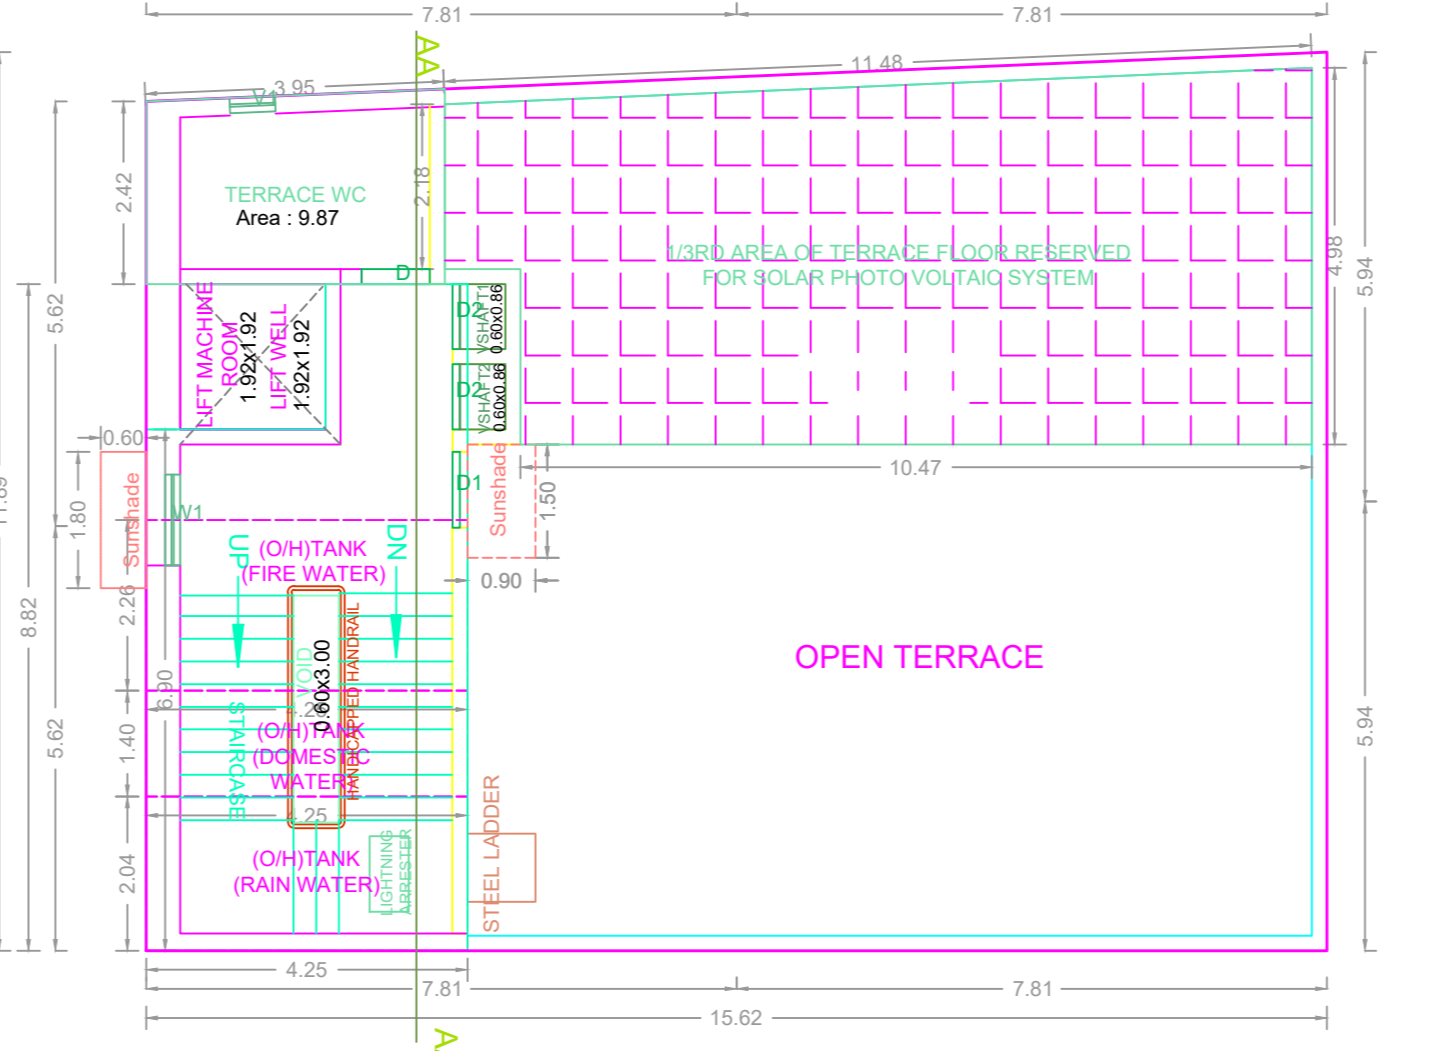 7.81
7.81
AA
11.48
3.95
V1
2.42
2.18
TERRACE WC
Area : 9.87
1/3RD AREA OF TERRACE FLOOR RESERVED
FOR SOLAR PHOTO VOLTAIC SYSTEM
4.98
5.94
5.62
D
LIFT MACHINE
ROOM
1.92x1.92
LIFT WELL
1.92x1.92
D2
VSHAFT1
0.60x0.86
D2
VSHAFT2
0.60x0.86
0.60
10.47
Sunshade
1.80
W1
D1
Sunshade
1.50
0.90
UP
DN
(O/H)TANK
(FIRE WATER)
2.26
8.82
6.90
VOID
0.60x3.00
HANDICAPPED HANDRAIL
OPEN TERRACE
5.62
1.40
STAIRCASE
(O/H)TANK
(DOMESTIC
WATER)
5.94
4.25
2.04
(O/H)TANK
(RAIN WATER)
LIGHTNING
ARRESTER
STEEL LADDER
4.25
7.81
7.81
15.62
A